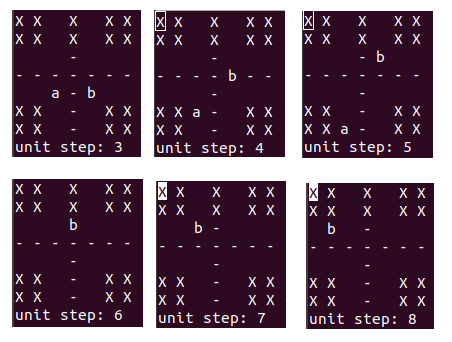 X X   X   X X
X X   X   X X
      -
- - - - - - -
    a - b
X X   -   X X
X X   -   X X
unit step: 3
X X   X   X X
X X   X   X X
      -
- - - - b - -
      -
X X a -   X X
X X   -   X X
unit step: 4
X X   X   X X
X X   X   X X
      - b
- - - - - - -
      -
X X   -   X X
X X a -   X X
unit step: 5
X X   X   X X
X X   X   X X
      b
- - - - - - -
      -
X X   -   X X
X X   -   X X
unit step: 6
X X   X   X X
X X   X   X X
    b -
- - - - - - -
      -
X X   -   X X
X X   -   X X
unit step: 7
X X   X   X X
X X   X   X X
  b   -
- - - - - - -
      -
X X   -   X X
X X   -   X X
unit step: 8